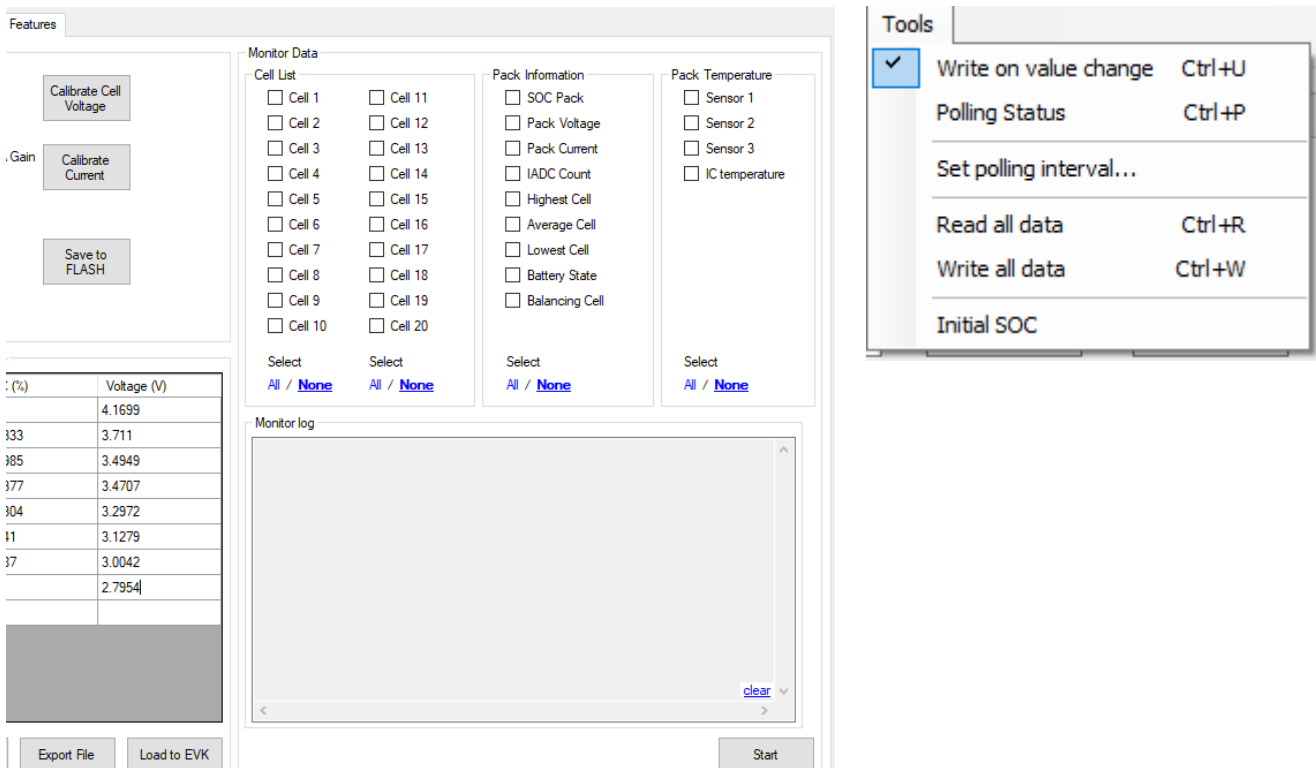 Features
Calibrate Cell
Voltage
Gain
Calibrate
Current
Save to
FLASH
(%) Voltage (V)
4.1699
333 3.711
985 3.4949
377 3.4707
304 3.2972
41 3.1279
37 3.0042
2.7954
Export File Load to EVK
Monitor Data
Cell List
Cell 1 Cell 11
Cell 2 Cell 12
Cell 3 Cell 13
Cell 4 Cell 14
Cell 5 Cell 15
Cell 6 Cell 16
Cell 7 Cell 17
Cell 8 Cell 18
Cell 9 Cell 19
Cell 10 Cell 20
Select Select
All / None All / None
Pack Information
SOC Pack
Pack Voltage
Pack Current
IADC Count
Highest Cell
Average Cell
Lowest Cell
Battery State
Balancing Cell
Select
All / None
Pack Temperature
Sensor 1
Sensor 2
Sensor 3
IC temperature
Select
All / None
Monitor log
clear
Start
Tools
Write on value change Ctrl+U
Polling Status Ctrl+P
Set polling interval...
Read all data Ctrl+R
Write all data Ctrl+W
Initial SOC